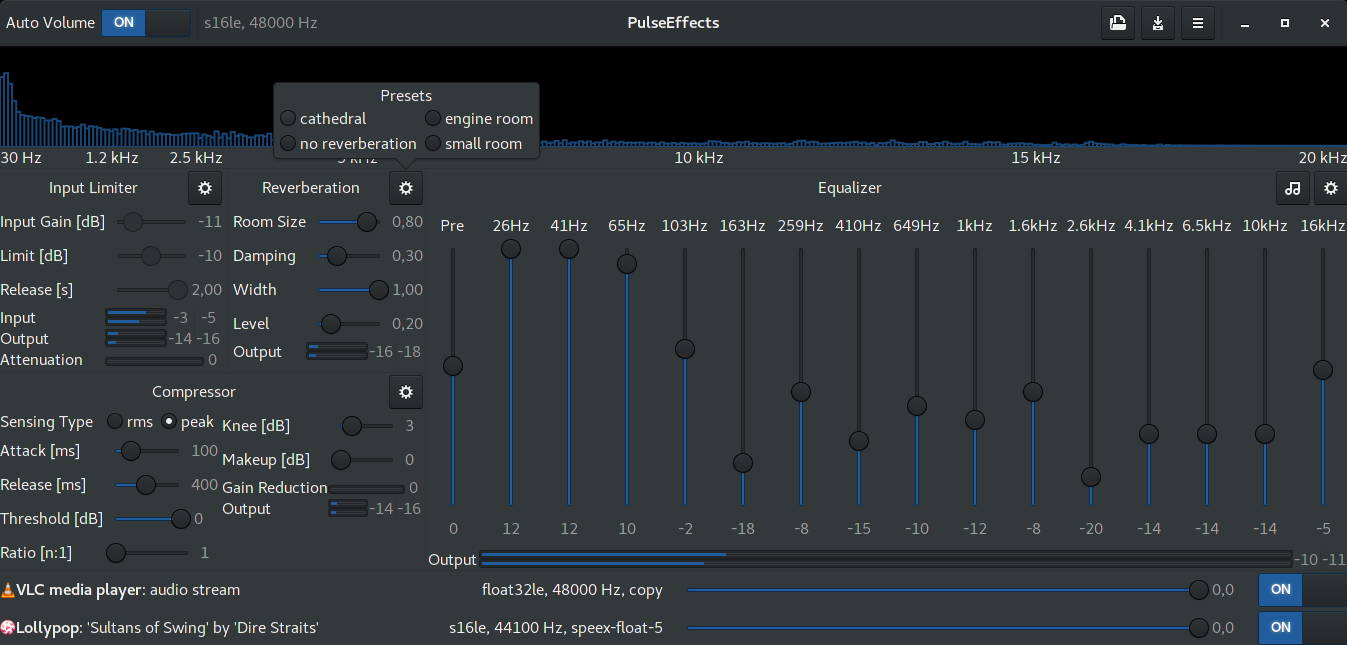 Auto Volume ON s16le, 48000 Hz PulseEffects
Presets
cathedral engine room
no reverberation small room
30 Hz 1.2 kHz 2.5 kHz 5 kHz 10 kHz 15 kHz 20 kHz
Input Limiter
Input Gain [dB] -11
Limit [dB] -10
Release [s] 2,00
Input -3 -5
Output -14 -16
Attenuation 0
Reverberation
Room Size 0,80
Damping 0,30
Width 1,00
Level 0,20
Output -16 -18
Compressor
Sensing Type rms peak
Attack [ms] 100
Release [ms] 400
Threshold [dB] 0
Ratio [n:1] 1
Knee [dB] 3
Makeup [dB] 0
Gain Reduction 0
Output -14 -16
Equalizer
Pre 26Hz 41Hz 65Hz 103Hz 163Hz 259Hz 410Hz 649Hz 1kHz 1.6kHz 2.6kHz 4.1kHz 6.5kHz 10kHz 16kHz
0 12 12 10 -2 -18 -8 -15 -10 -12 -8 -20 -14 -14 -14 -5
Output -10 -11
VLC media player: audio stream float32le, 48000 Hz, copy 0,0 ON
Lollypop: 'Sultans of Swing' by 'Dire Straits' s16le, 44100 Hz, speex-float-5 0,0 ON